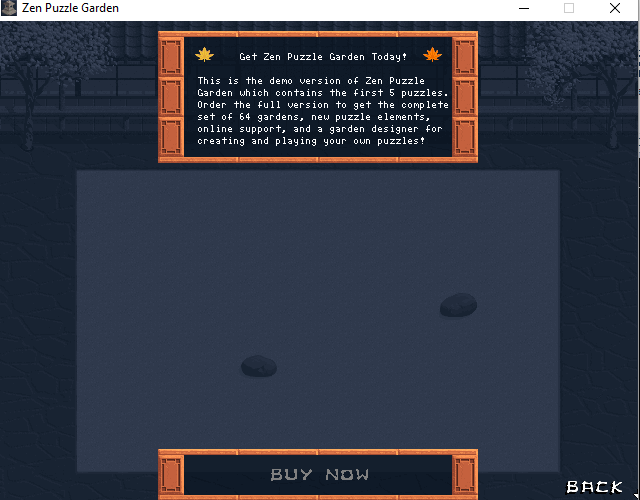 Zen Puzzle Garden
Get Zen Puzzle Garden Today!
This is the demo version of Zen Puzzle
Garden which contains the first 5 puzzles.
Order the full version to get the complete
set of 64 gardens, new puzzle elements,
online support, and a garden designer for
creating and playing your own puzzles!
BUY NOW
BACK